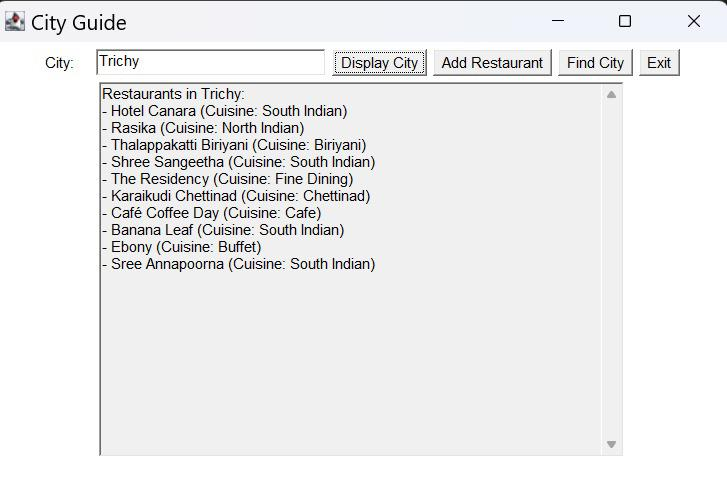 City Guide
City: Trichy Display City Add Restaurant Find City Exit
Restaurants in Trichy:
- Hotel Canara (Cuisine: South Indian)
- Rasika (Cuisine: North Indian)
- Thalappakatti Biriyani (Cuisine: Biriyani)
- Shree Sangeetha (Cuisine: South Indian)
- The Residency (Cuisine: Fine Dining)
- Karaikudi Chettinad (Cuisine: Chettinad)
- Café Coffee Day (Cuisine: Cafe)
- Banana Leaf (Cuisine: South Indian)
- Ebony (Cuisine: Buffet)
- Sree Annapoorna (Cuisine: South Indian)